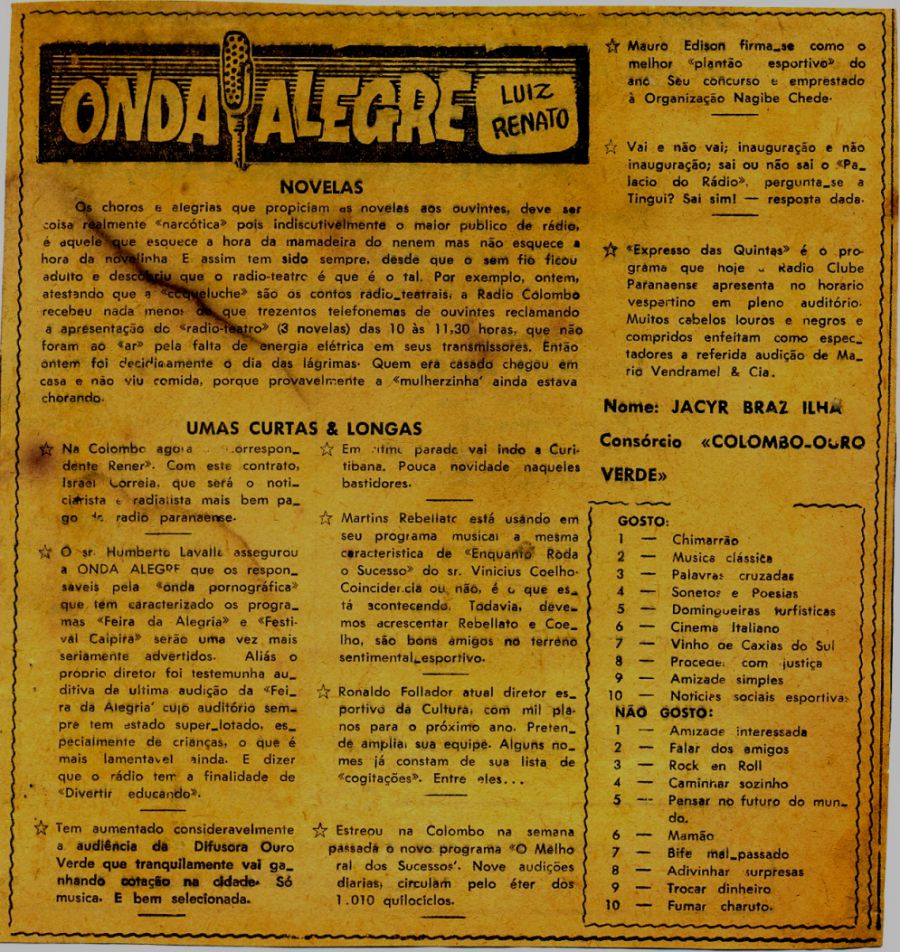 ONDA ALEGRE
LUIZ
RENATO
NOVELAS
Os choros e alegrias que propiciam as novelas aos ouvintes, deve ser
coisa realmente «narcótica» pois indiscutivelmente o maior publico de rádio,
é aquele que esquece a hora da mamadeira do nenem mas não esquece a
hora da novelinha E assim tem sido sempre, desde que o sem fio ficou
adulto e descobriu que o radio-teatro é que é o tal. Por exemplo, ontem,
atestando que a «coqueluche» são os contos radio_teatrais, a Radio Colombo
recebeu nada menos de que trezentos telefonemas de ouvintes reclamando
a apresentação do «radio-teatro» (3 novelas) das 10 às 11,30 horas, que não
foram ao «ar» pela falta de energia elétrica em seus transmissores. Então
ontem foi decididamente o dia das lágrimas. Quem era casado chegou em
casa e não viu comida, porque provavelmente a «mulherzinha' ainda estava
chorando.
UMAS CURTAS & LONGAS
☆ Na Colombo agora
dente Rener». Com este contrato,
Israel Correia, que será o noti_
ciarista e radialista mais bem pa_
go de radio paranaense.
☆ O sr. Humberto Lavalle assegurou
a ONDA ALEGRE que os respon_
saveis pela «onda pornográfica»
que tem caracterizado os progra_
mas «Feira da Alegria» e «Festi_
val Caipira» serão uma vez mais
seriamente advertidos. Aliás o
proprio diretor foi testemunha au_
ditiva da ultima audição da «Fei_
ra da Alegria' cujo auditório sem_
pre tem estado super_lotado, es_
pecialmente de crianças, o que é
mais lamentavel ainda. E dizer
que o rádio tem a finalidade de
«Divertir educando».
☆ Tem aumentado consideravelmente
a audiência da Difusora Ouro
Verde que tranquilamente vai ga_
nhando cotação na cidade. Só
musica. E bem selecionada.
☆ Em ritmo parado vai indo a Curi-
tibana. Pouca novidade naqueles
bastidores.
☆ Martins Rebellato está usando em
seu programa musical a mesma
caracteristica de «Enquanto Roda
o Sucesso» do sr. Vinicius Coelho.
Coincidencia ou não, é o que es_
tá acontecendo. Todavia, deve_
mos acrescentar Rebellato e Coe_
lho, são bons amigos no terreno
sentimental_esportivo.
☆ Ronaldo Follador atual diretor es_
portivo da Cultura, com mil pla_
nos para o próximo ano. Preten_
de ampliar sua equipe. Alguns no_
mes já constam de sua lista de
«cogitações». Entre eles...
☆ Estreou na Colombo na semana
passada o novo programa «O Melho
ral dos Sucessos'. Nove audições
diarias, circulam pelo éter dos
1.010 quilociclos.
☆ Mauro Edison firma_se como o
melhor «plantão esportivo» do
ano Seu concurso e emprestado
à Organização Nagibe Chede.
☆ Vai e não vai; inauguração e não
inauguração; sai ou não sai o «Pa_
lacio do Rádio», pergunta_se a
Tingui? Sai sim! — resposta dada.
☆ «Expresso das Quintas» é o pro-
gráma que hoje a Radio Clube
Paranaense apresenta no horario
vespertino em pleno auditório.
Muitos cabelos louros e negros e
compridos enfeitam como espec_
tadores a referida audição de Ma_
rio Vendramel & Cia.
Nome: JACYR BRAZ ILHA
Consórcio «COLOMBO_OURO
VERDE»
GOSTO:
1 — Chimarrão
2 — Musica clássica
3 — Palavras cruzadas
4 — Sonetos e Poesias
5 — Domingueiras turfisticas
6 — Cinema Italiano
7 — Vinho de Caxias do Sul
8 — Proceder com justiça
9 — Amizade simples
10 — Noticias sociais esportivas
NÃO GOSTO:
1 — Amizade interessada
2 — Falar dos amigos
3 — Rock en Roll
4 — Caminhar sozinho
5 — Pensar no futuro do mun_
do.
6 — Mamão
7 — Bife mal_passado
8 — Adivinhar surpresas
9 — Trocar dinheiro
10 — Fumar charuto.